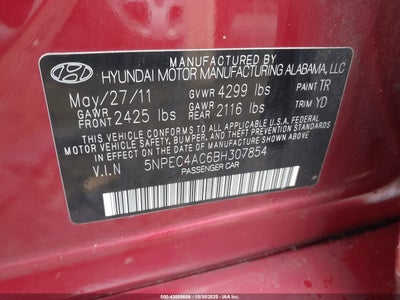 MANUFACTURED BY
HYUNDAI MOTOR MANUFACTURING ALABAMA, LLC
May/27/11 GVWR 4299 lbs PAINT TR
GAWR FRONT 2425 lbs GAWR REAR 2116 lbs TRIM YD
THIS VEHICLE CONFORMS TO ALL APPLICABLE U.S.A. FEDERAL
MOTOR VEHICLE SAFETY, BUMPER, AND THEFT PREVENTION
STANDARDS IN EFFECT ON THE DATE OF MANUFACTURE SHOWN ABOVE.
V.I.N 5NPEC4AC6BH307854
PASSENGER CAR